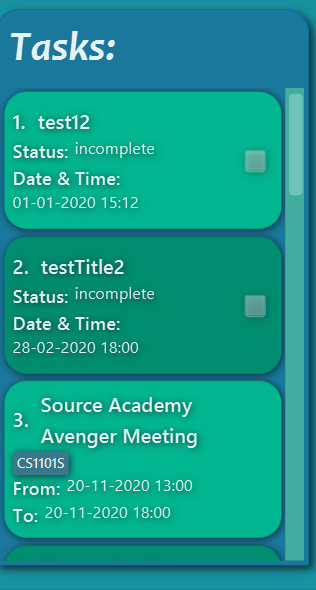 Tasks:
1. test12
Status: incomplete
Date & Time:
01-01-2020 15:12
2. testTitle2
Status: incomplete
Date & Time:
28-02-2020 18:00
3. Source Academy
Avenger Meeting
CS1101S
From: 20-11-2020 13:00
To: 20-11-2020 18:00